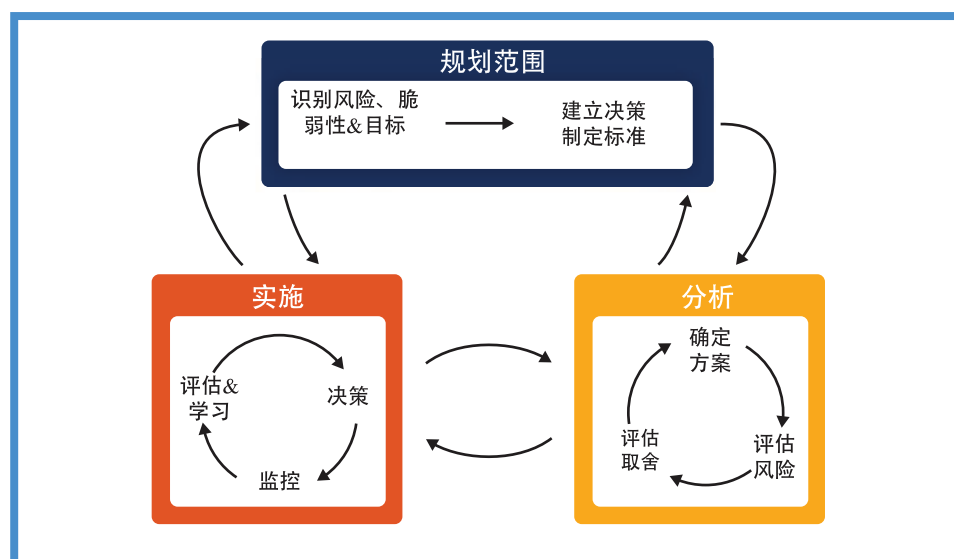 规划范围
识别风险、脆
弱性&目标
建立决策
制定标准
实施
评估&
学习
决策
监控
分析
确定
方案
评估
风险
评估
取舍